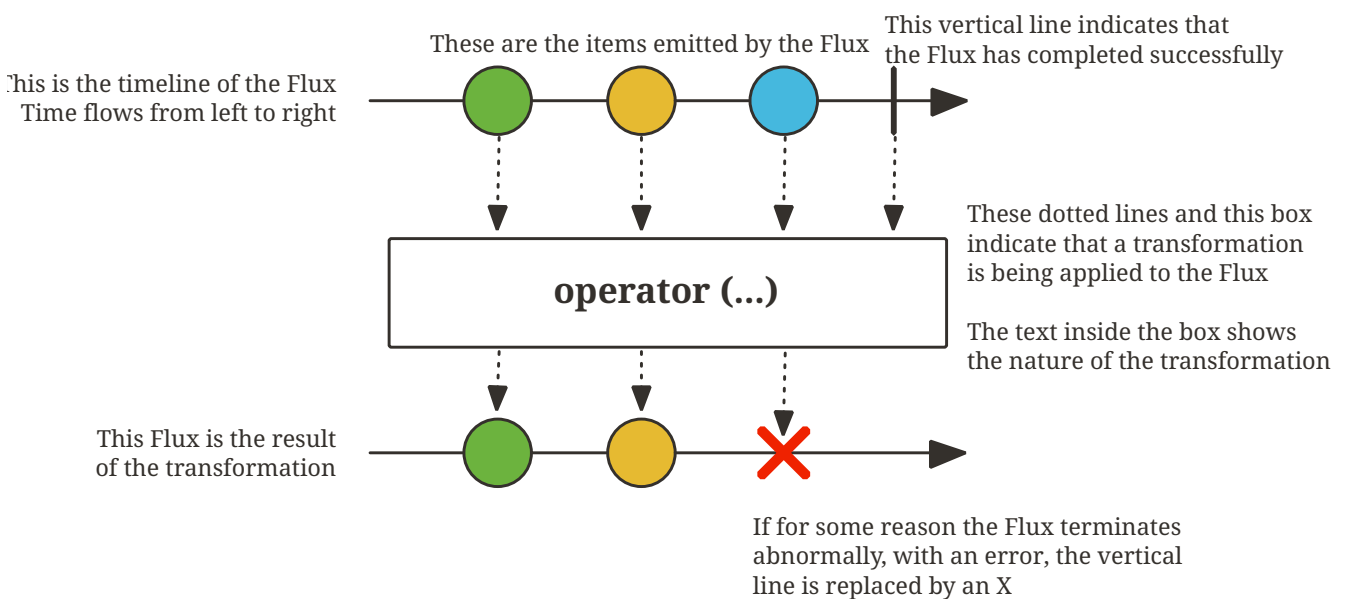 These are the items emitted by the Flux
This vertical line indicates that
the Flux has completed successfully
his is the timeline of the Flux
Time flows from left to right
These dotted lines and this box
indicate that a transformation
is being applied to the Flux
operator (...)
The text inside the box shows
the nature of the transformation
This Flux is the result
of the transformation
If for some reason the Flux terminates
abnormally, with an error, the vertical
line is replaced by an X